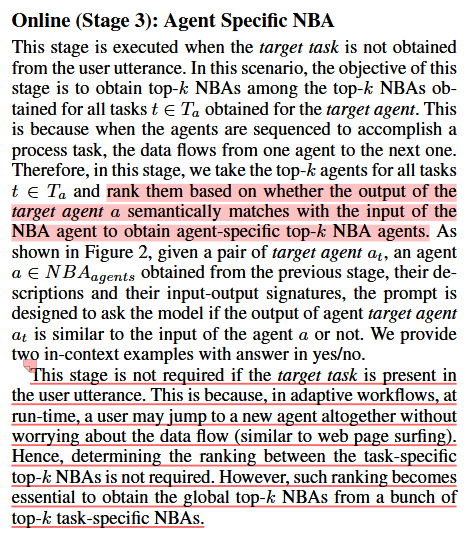 Online (Stage 3): Agent Specific NBA
This stage is executed when the target task is not obtained
from the user utterance. In this scenario, the objective of this
stage is to obtain top-k NBAs among the top-k NBAs ob-
tained for all tasks t ∈ Tₐ obtained for the target agent. This
is because when the agents are sequenced to accomplish a
process task, the data flows from one agent to the next one.
Therefore, in this stage, we take the top-k agents for all tasks
t ∈ Tₐ and rank them based on whether the output of the
target agent a semantically matches with the input of the
NBA agent to obtain agent-specific top-k NBA agents. As
shown in Figure 2, given a pair of target agent aₜ, an agent
a ∈ NBAagents obtained from the previous stage, their de-
scriptions and their input-output signatures, the prompt is
designed to ask the model if the output of agent target agent
aₜ is similar to the input of the agent a or not. We provide
two in-context examples with answer in yes/no.
This stage is not required if the target task is present in
the user utterance. This is because, in adaptive workflows, at
run-time, a user may jump to a new agent altogether without
worrying about the data flow (similar to web page surfing).
Hence, determining the ranking between the task-specific
top-k NBAs is not required. However, such ranking becomes
essential to obtain the global top-k NBAs from a bunch of
top-k task-specific NBAs.